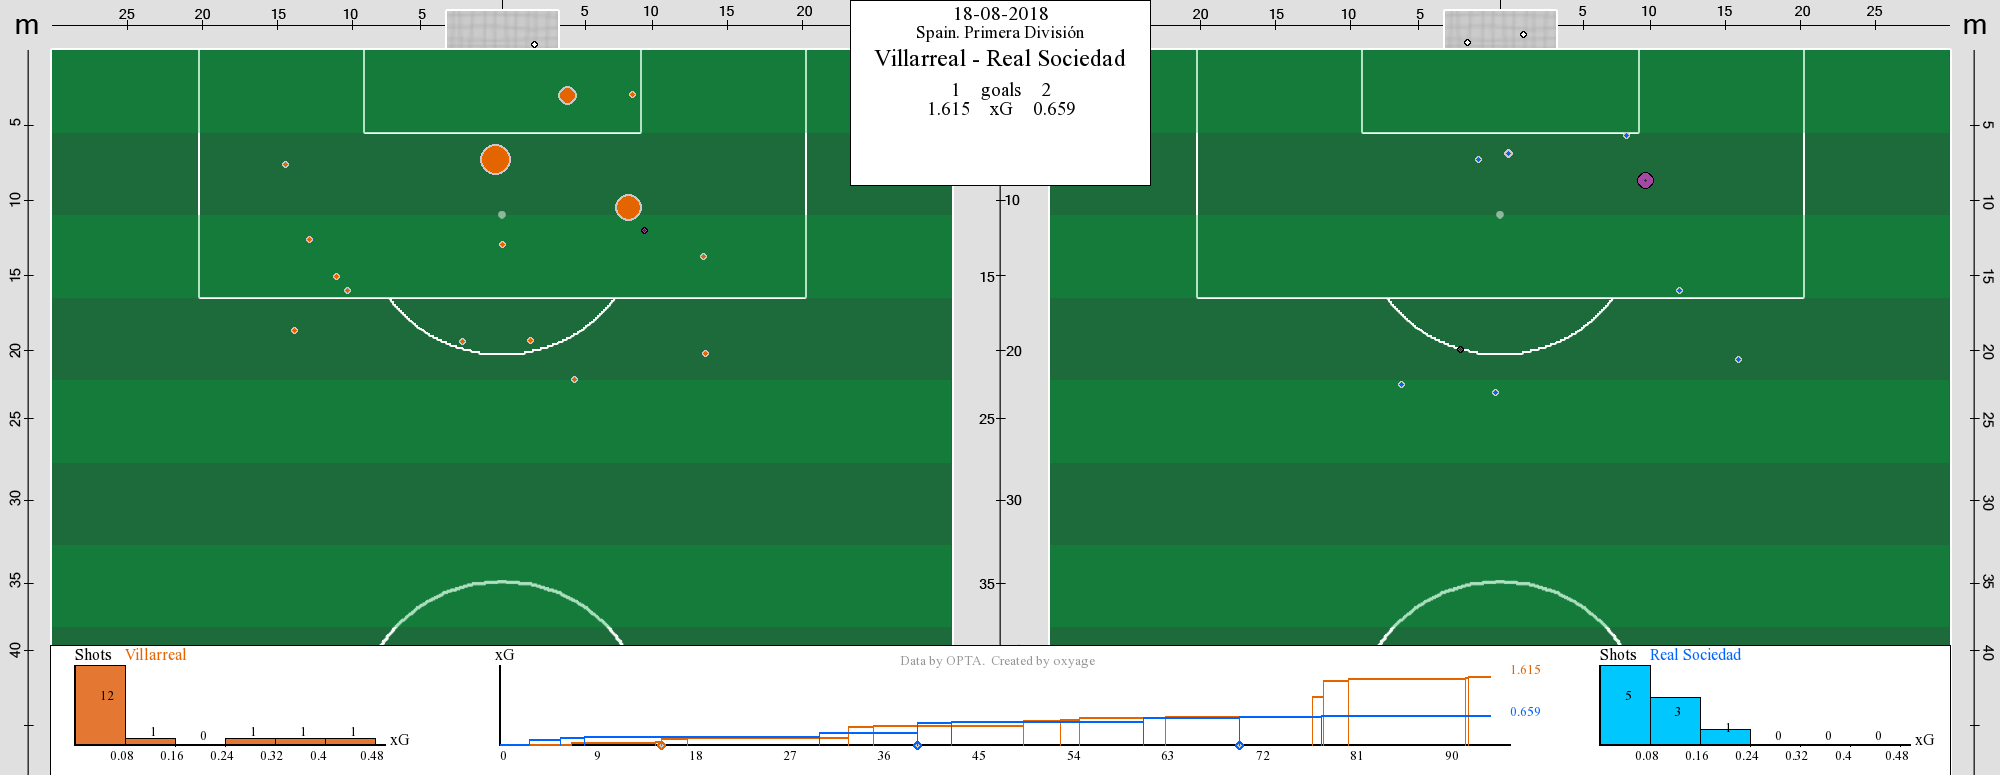 m
25 20 15 10 5 5 10 15 20
18-08-2018
Spain. Primera División
Villarreal - Real Sociedad
1 goals 2
1.615 xG 0.659
20 15 10 5 5 10 15 20 25
m
5
10
15
20
25
30
35
40
10
15
20
25
30
35
5
10
15
20
25
30
35
40
Shots Villarreal
12
1
0
1
1
1
xG
0.08 0.16 0.24 0.32 0.4 0.48
xG
Data by OPTA. Created by oxyage
1.615
0.659
0 9 18 27 36 45 54 63 72 81 90
Shots Real Sociedad
5
3
1
0
0
0
xG
0.08 0.16 0.24 0.32 0.4 0.48